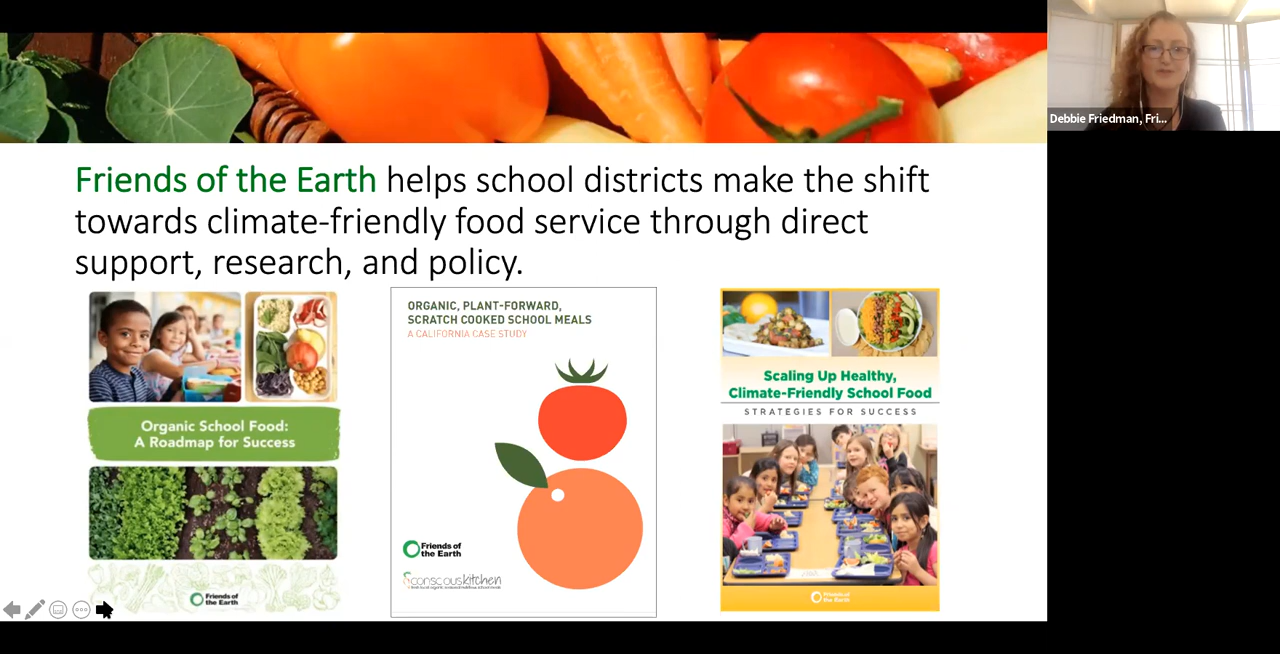 Debbie Friedman, Fri...
Friends of the Earth helps school districts make the shift
towards climate-friendly food service through direct
support, research, and policy.
Organic School Food:
A Roadmap for Success
Friends of
the Earth
ORGANIC, PLANT-FORWARD,
SCRATCH COOKED SCHOOL MEALS
A CALIFORNIA CASE STUDY
Friends of
the Earth
conscious kitchen
Scaling Up Healthy,
Climate-Friendly School Food
STRATEGIES FOR SUCCESS
Friends of
the Earth